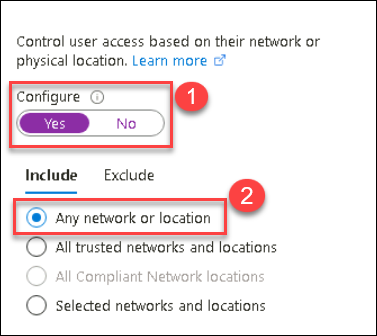 Control user access based on their network or
physical location. Learn more
Configure
1
Yes No
Include Exclude
2
Any network or location
All trusted networks and locations
All Compliant Network locations
Selected networks and locations